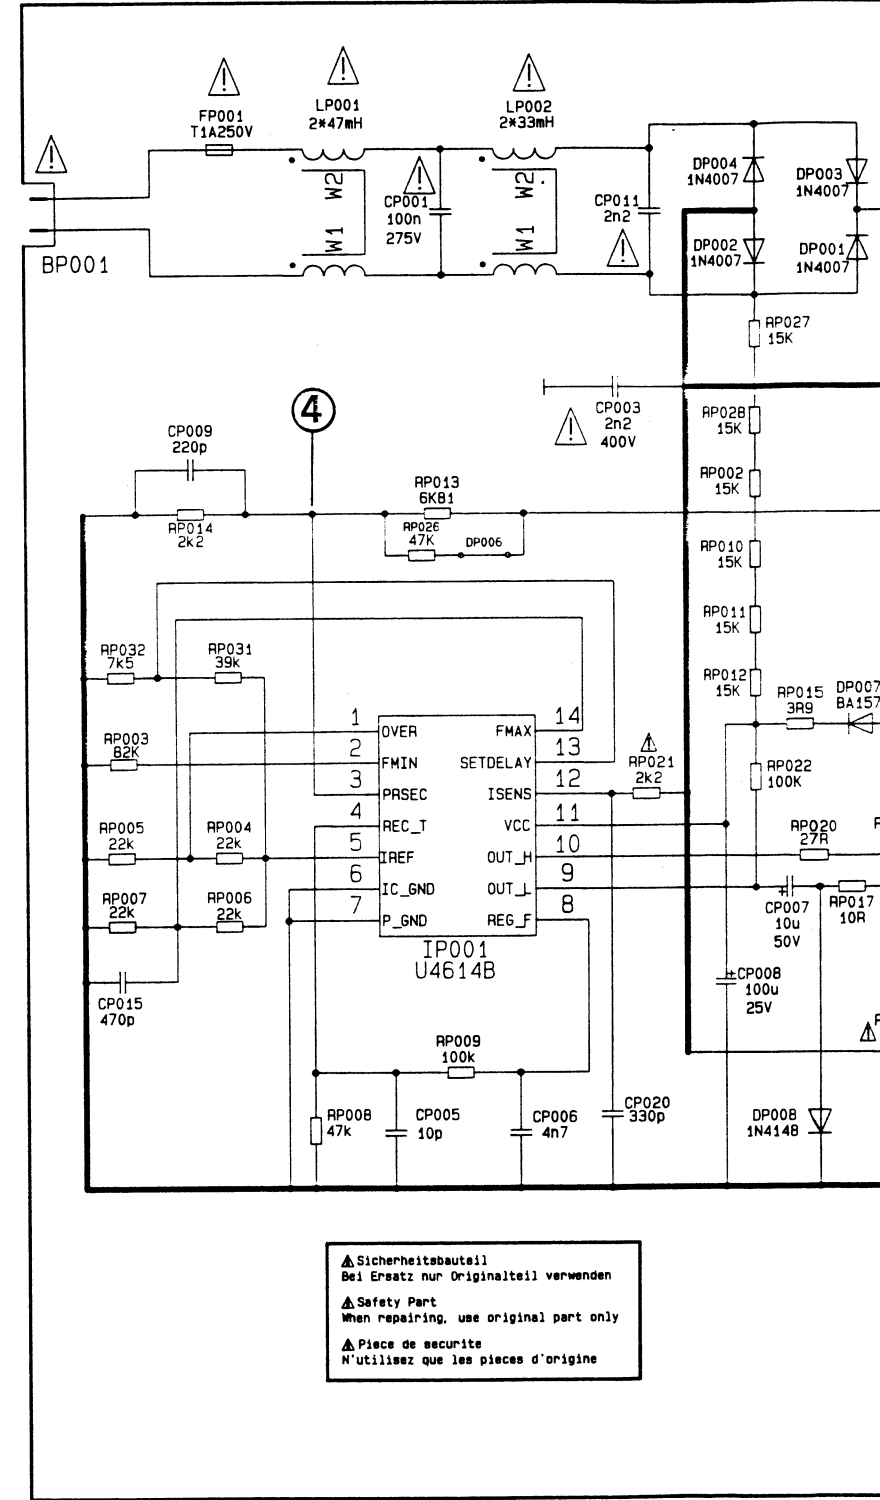 FP001
T1A250V
LP001
2*47mH
LP002
2*33mH
BP001
W2
W1
CP001
100n
275V
W2
W1
CP011
2n2
DP004
1N4007
DP003
1N4007
DP002
1N4007
DP001
1N4007
RP027
15K
CP003
2n2
400V
4
CP009
220p
RP014
2k2
RP013
6K81
RP026
47K
DP006
RP028
15K
RP002
15K
RP010
15K
RP011
15K
RP012
15K
RP015
3R9
DP007
BA157
RP032
7k5
RP031
39k
RP003
82K
RP005
22k
RP004
22k
RP007
22k
RP006
22k
CP015
470p
1 OVER FMAX 14
2 FMIN SETDELAY 13
3 PRSEC ISENS 12
4 REC_T VCC 11
5 IREF OUT_H 10
6 IC_GND OUT_L 9
7 P_GND REG_F 8
IP001
U4614B
RP021
2k2
RP022
100K
RP020
27R
CP007
10u
50V
RP017
10R
CP008
100u
25V
RP009
100k
RP008
47k
CP005
10p
CP006
4n7
CP020
330p
DP008
1N4148
Sicherheitsbauteil
Bei Ersatz nur Originalteil verwenden
Safety Part
When repairing, use original part only
Piece de securite
N'utilisez que les pieces d'origine